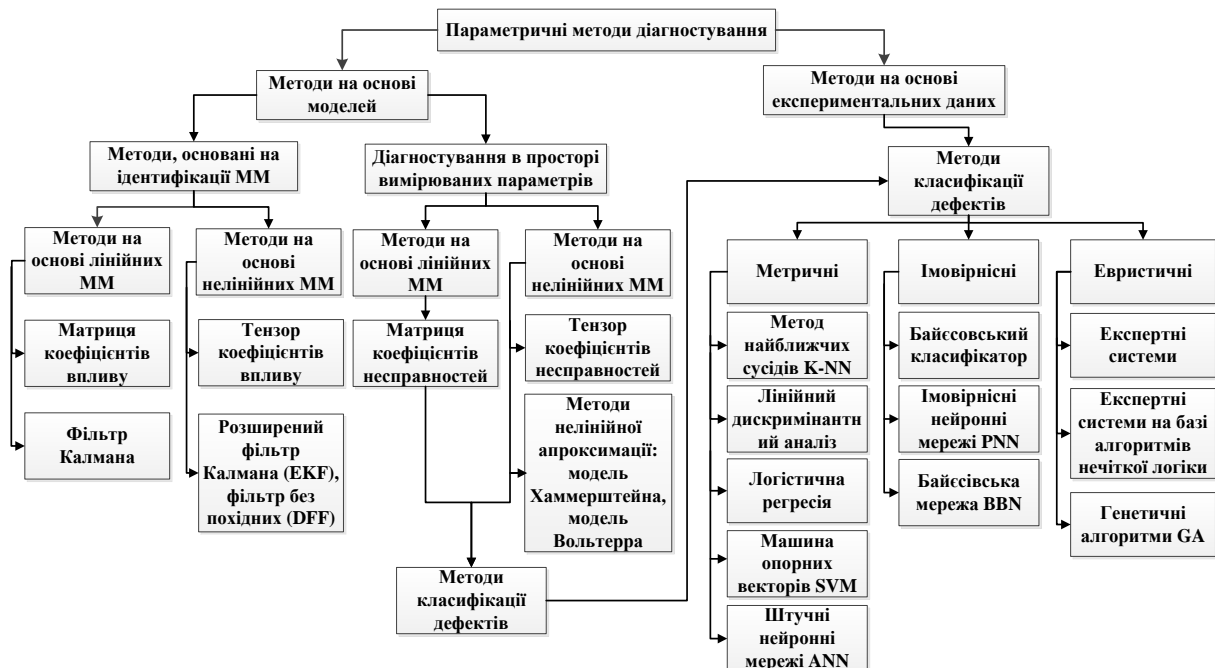 Параметричні методи діагностування
Методи на основі
моделей
Методи на основі
експериментальних даних
Методи, основані на
ідентифікації ММ
Діагностування в просторі
вимірюваних параметрів
Методи
класифікації
дефектів
Методи на
основі лінійних
ММ
Методи на
основі
нелінійних ММ
Методи на
основі лінійних
ММ
Методи на
основі
нелінійних ММ
Метричні
Імовірнісні
Евристичні
Матриця
коефіцієнтів
впливу
Тензор
коефіцієнтів
впливу
Матриця
коефіцієнтів
несправностей
Тензор
коефіцієнтів
несправностей
Метод
найближчих
сусідів K-NN
Байєсовський
класифікатор
Експертні
системи
Фільтр
Калмана
Розширений
фільтр
Калмана (EKF),
фільтр без
похідних (DFF)
Методи
нелінійної
апроксимації:
модель
Хаммерштейна,
модель
Вольтерра
Лінійний
дискримінант
ний аналіз
Імовірнісні
нейронні
мережі PNN
Експертні
системи на базі
алгоритмів
нечіткої логіки
Логістична
регресія
Байєсівська
мережа BBN
Генетичні
алгоритми GA
Методи
класифікації
дефектів
Машина
опорних
векторів SVM
Штучні
нейронні
мережі ANN